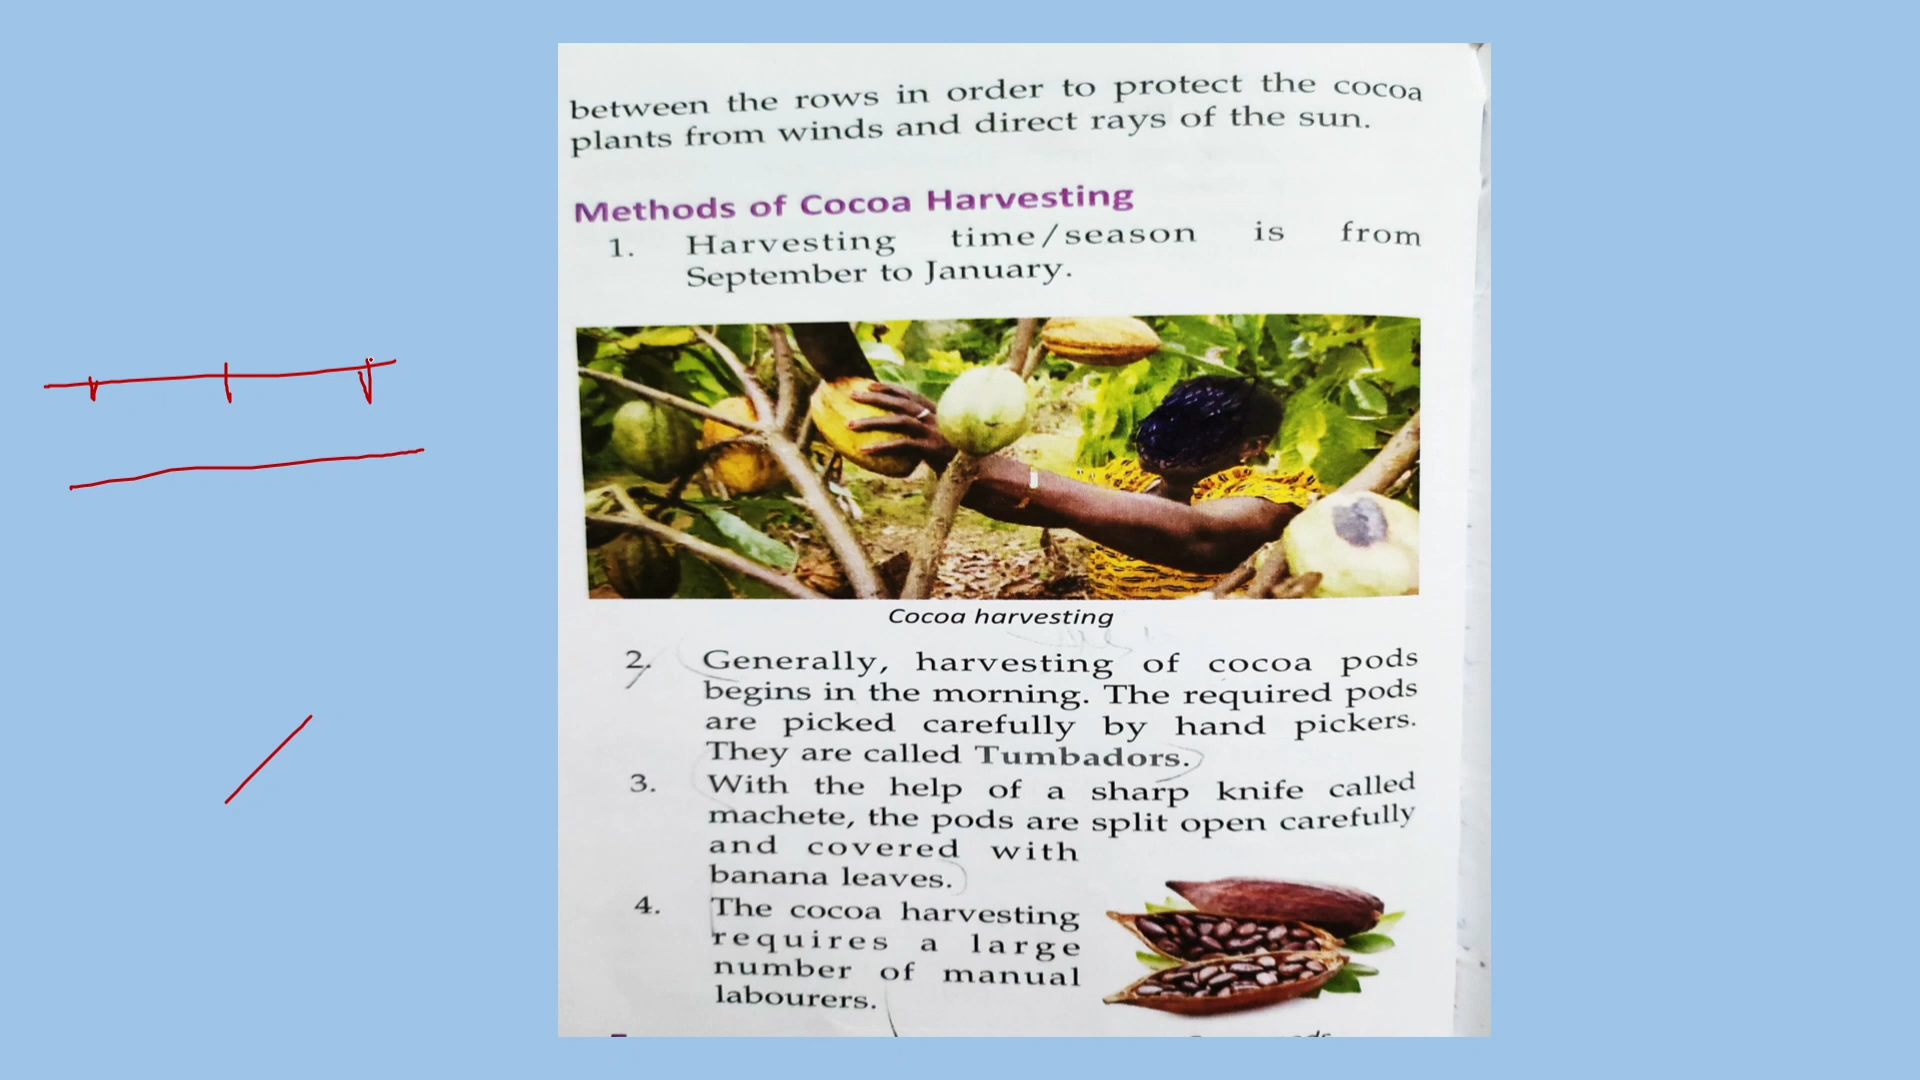 between the rows in order to protect the cocoa
plants from winds and direct rays of the sun.
Methods of Cocoa Harvesting
1. Harvesting time/season is from
September to January.
Cocoa harvesting
2. Generally, harvesting of cocoa pods
begins in the morning. The required pods
are picked carefully by hand pickers.
They are called Tumbadors.
3. With the help of a sharp knife called
machete, the pods are split open carefully
and covered with
banana leaves.
4. The cocoa harvesting
requires a large
number of manual
labourers.